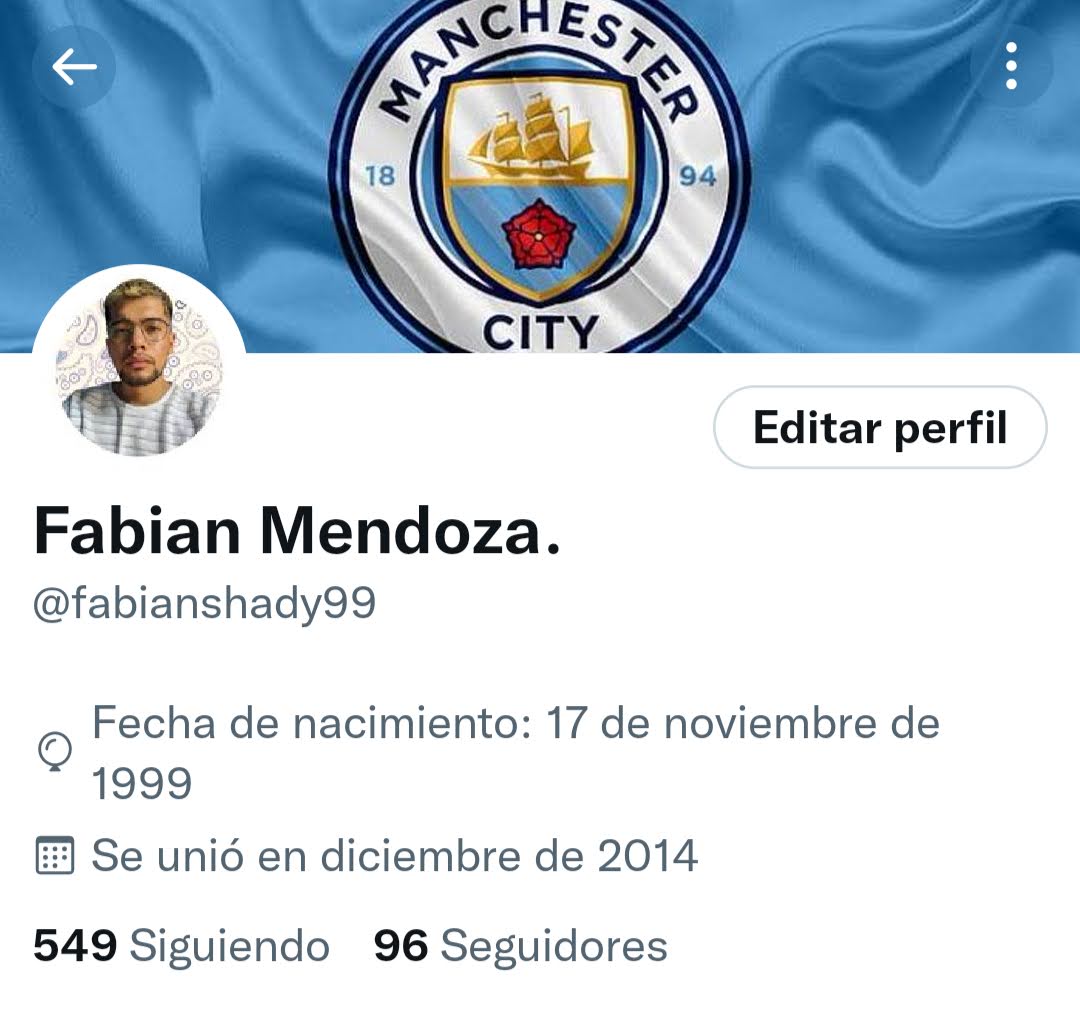 MANCHESTER
18 94
CITY
Editar perfil
Fabian Mendoza.
@fabianshady99
Fecha de nacimiento: 17 de noviembre de
1999
Se unió en diciembre de 2014
549 Siguiendo 96 Seguidores